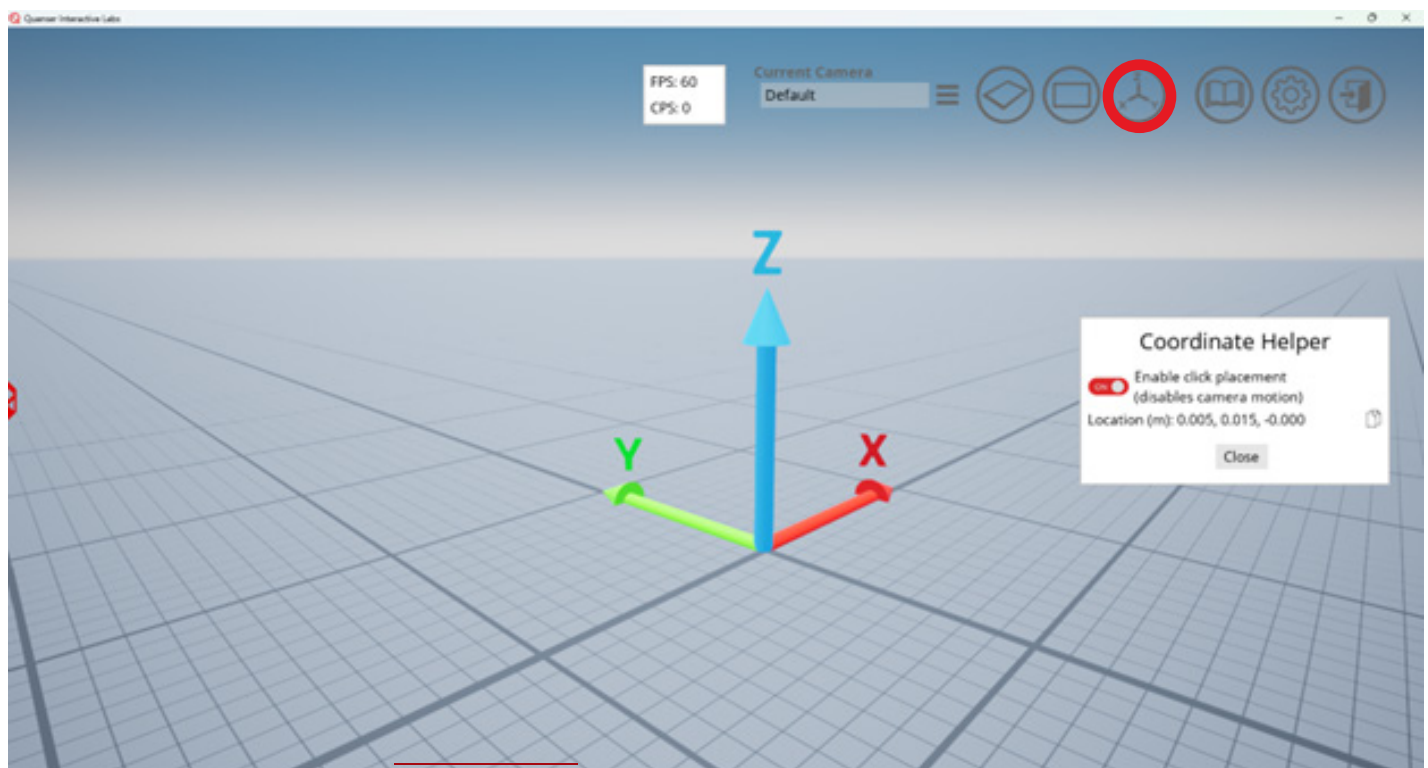 Quanser Interactive Labs
FPS: 60
CPS: 0
Current Camera
Default
Z
Y
X
Coordinate Helper
ON
Enable click placement
(disables camera motion)
Location (m): 0.005, 0.015, -0.000
Close